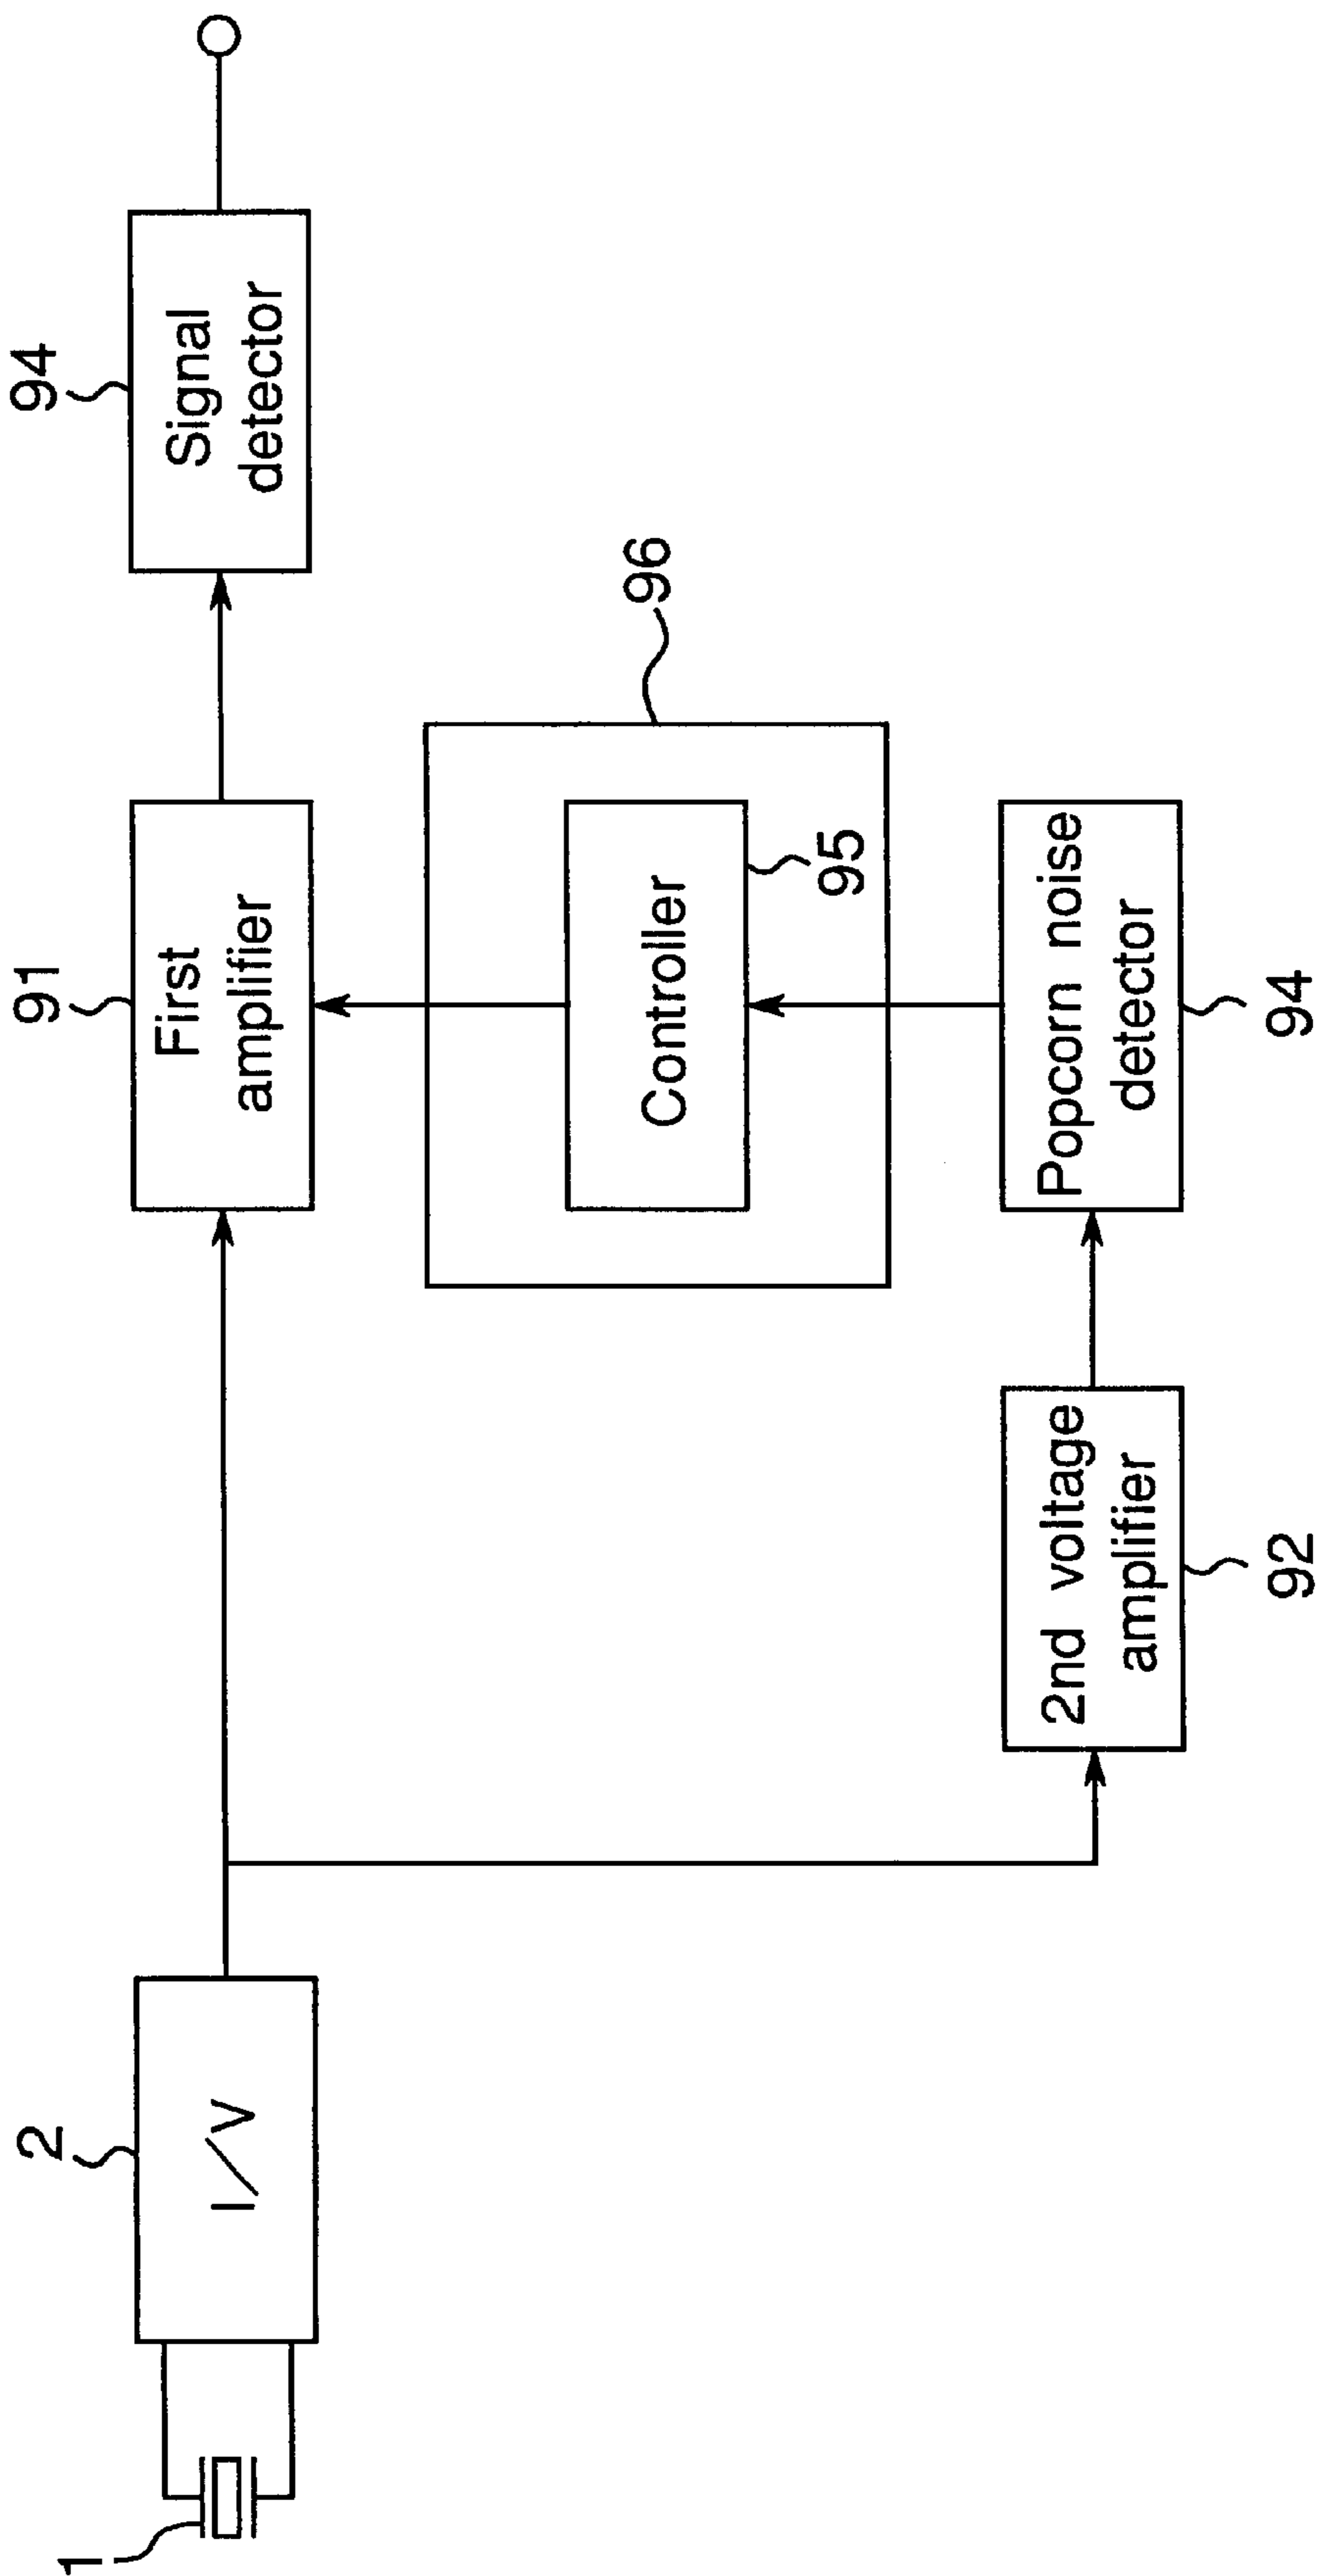 94
Signal
detector
91
First
amplifier
96
Controller
95
Popcorn noise
detector
94
2nd voltage
amplifier
92
2
I/V
1